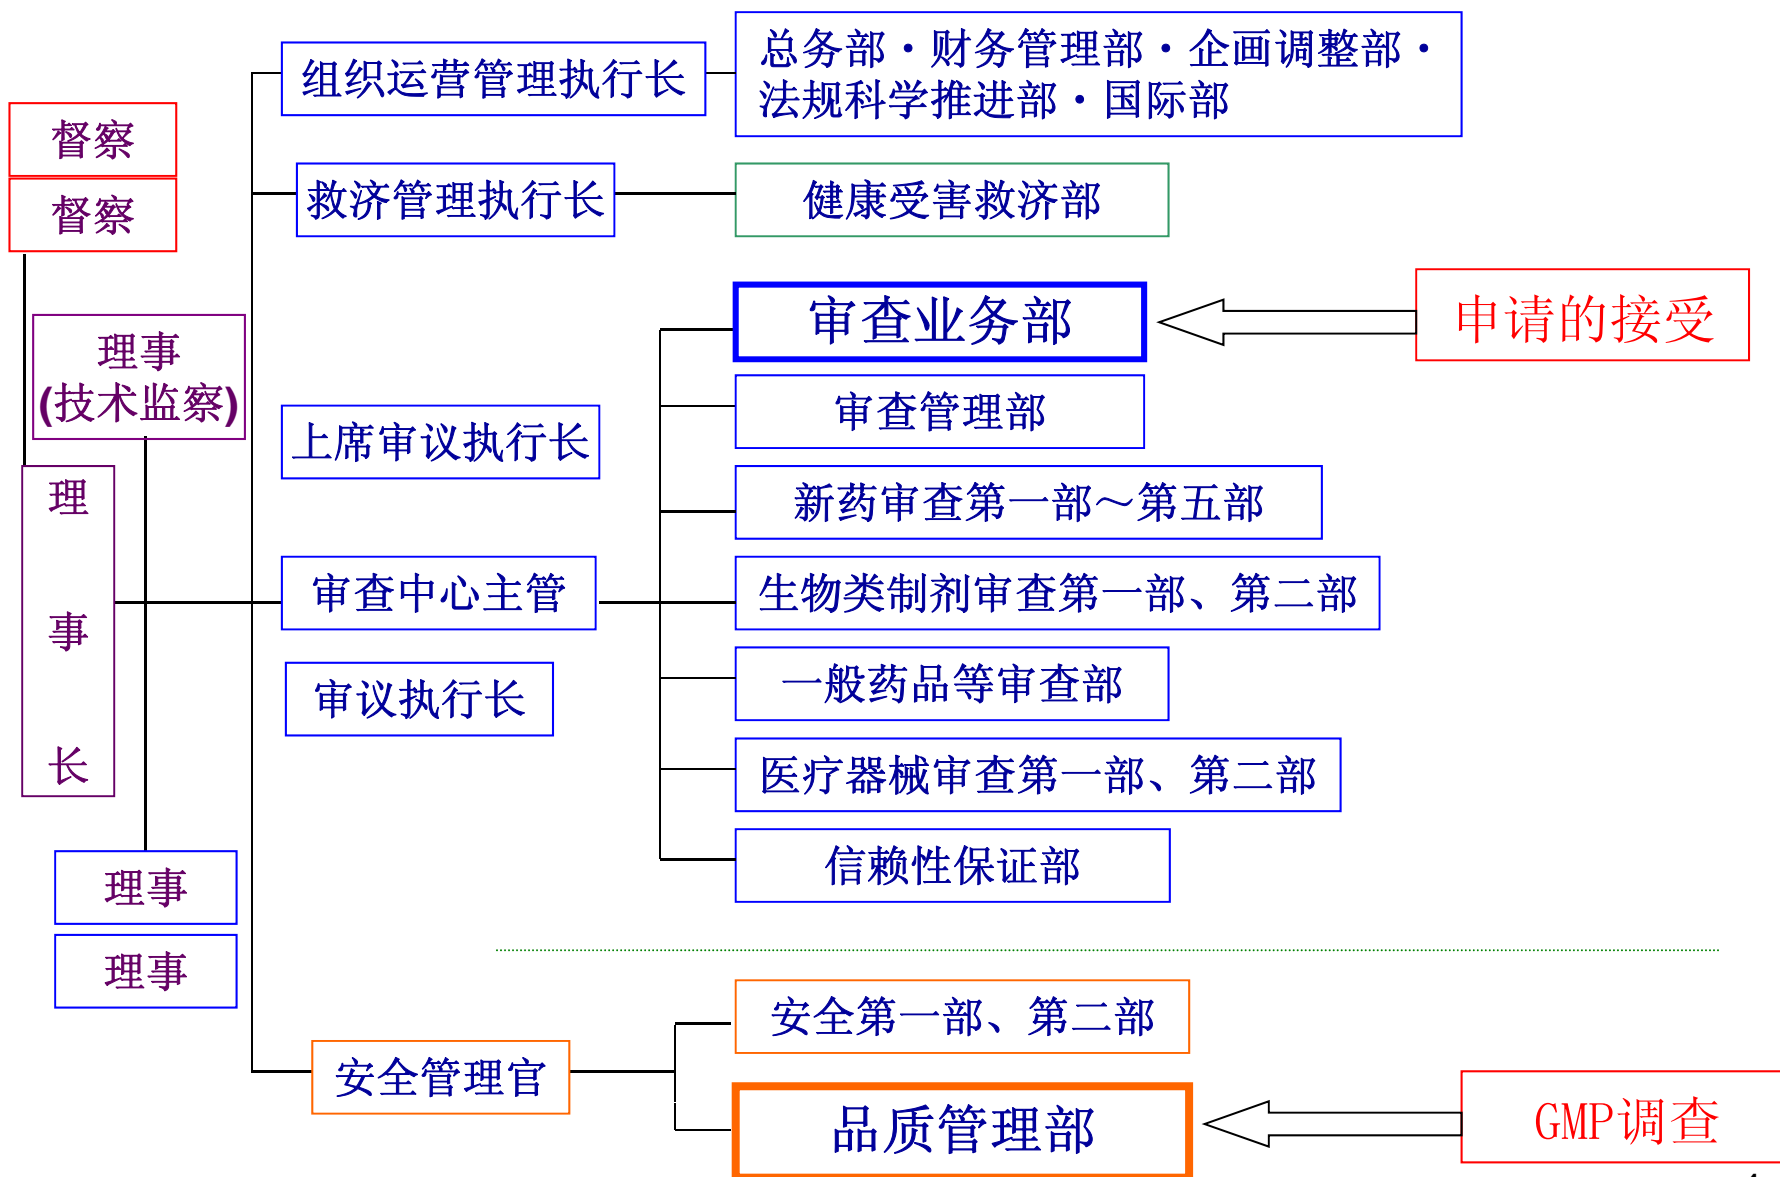 组织运营管理执行长
总务部・财务管理部・企画调整部・
法规科学推进部・国际部
督察
督察
救济管理执行长
健康受害救济部
理事
(技术监察)
审查业务部
申请的接受
审查管理部
上席审议执行长
理
事
长
新药审查第一部～第五部
审查中心主管
生物类制剂审查第一部、第二部
审议执行长
一般药品等审查部
医疗器械审查第一部、第二部
信赖性保证部
理事
理事
安全第一部、第二部
安全管理官
品质管理部
GMP调查